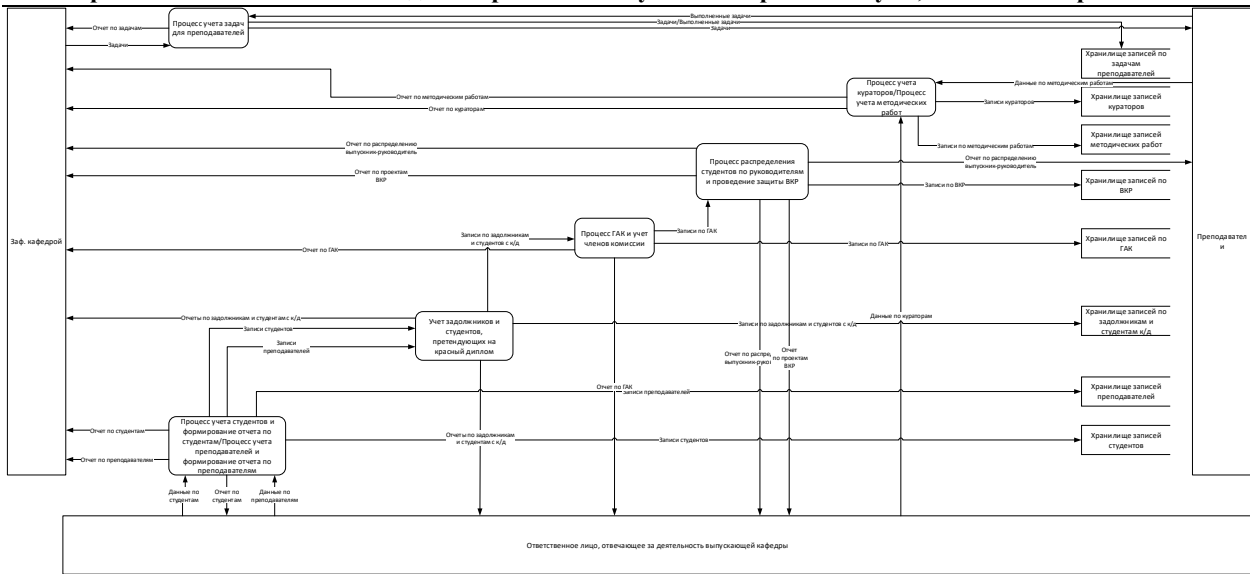 Выполненные задачи
Процесс учета задач
для преподавателей
Задачи/Выполненные задачи
Отчет по задачам
Задачи
Задачи
Хранилище записей по
задачам
преподавателей
Процесс учета
кураторов/Процесс
учета методических
работ
Данные по методическим работам
Отчет по методическим работам
Записи кураторов
Хранилище записей
кураторов
Отчет по кураторам
Хранилище записей
методических работ
Записи по методическим работам
Отчет по распределению
выпускник-руководитель
Процесс распределения
студентов по руководителям
и проведение защиты ВКР
Отчет по распределению
выпускник-руководитель
Отчет по проектам
ВКР
Записи по ВКР
Хранилище записей по
ВКР
Заф. кафедрой
Записи по задолжникам
и студентов с к/д
Процесс ГАК и учет
членов комиссии
Записи по ГАК
Записи по ГАК
Хранилище записей по
ГАК
Преподавател
и
Отчет по ГАК
Отчеты по задолжникам и студентам с к/д
Учет задолжников и
студентов,
претендующих на
красный диплом
Данные по кураторам
Записи студентов
Записи по задолжникам и студентов с к/д
Хранилище записей по
задолжникам и
студентам к/д
Записи
преподавателей
Отчет по распре
выпускник-руко
Отчет
по проектам
ВКР
Отчет по ГАК
Записи преподавателей
Хранилище записей
преподавателей
Процесс учета студентов и
формирование отчета по
студентам/Процесс учета
преподавателей и
формирование отчета по
преподавателям
Отчет по студентам
Отчеты по задолжникам
и студентам с к/д
Записи студентов
Хранилище записей
студентов
Отчет по преподавателям
Данные по
студентам
Отчет по
студентам
Данные по
преподавателям
Ответственное лицо, отвечающее за деятельность выпускающей кафедры